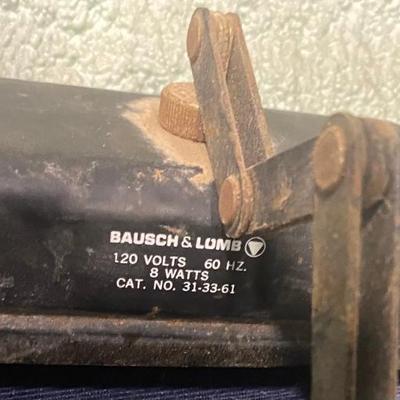 BAUSCH & LOMB
120 VOLTS 60 HZ.
8 WATTS
CAT. NO. 31-33-61